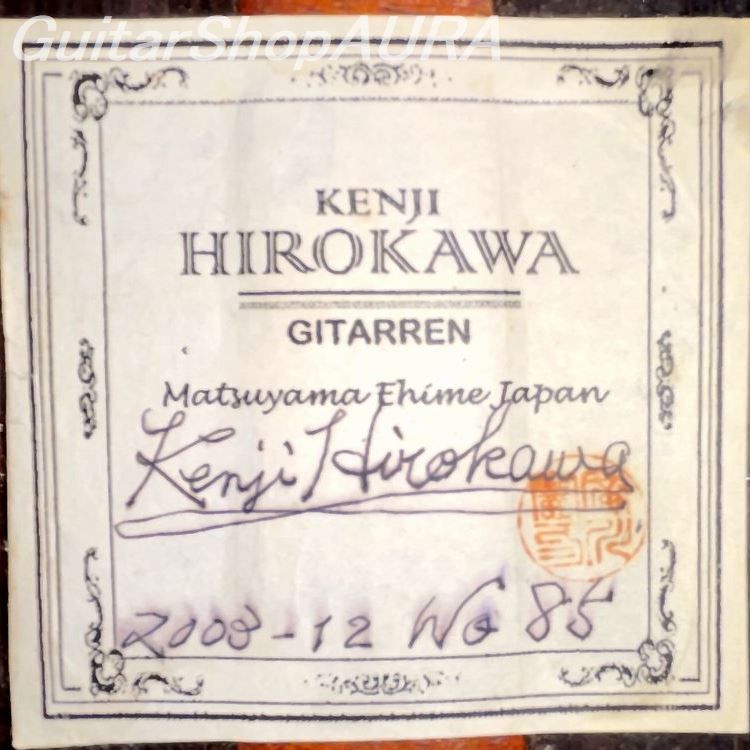 GuitarShopAURA
KENJI
HIROKAWA
GITARREN
Matsuyama Ehime Japan
Kenji Hirokawa
2008-12 No 85